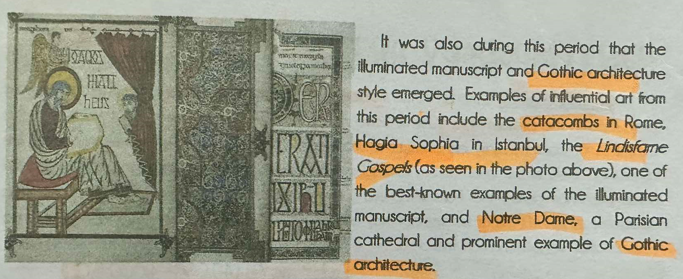 It was also during this period that the
illuminated manuscript and Gothic architecture
style emerged. Examples of influential art from
this period include the catacombs in Rome,
Hagia Sophia in Istanbul, the Lindisfarne
Gospels (as seen in the photo above), one of
the best-known examples of the illuminated
manuscript, and Notre Dame, a Parisian
cathedral and prominent example of Gothic
architecture.